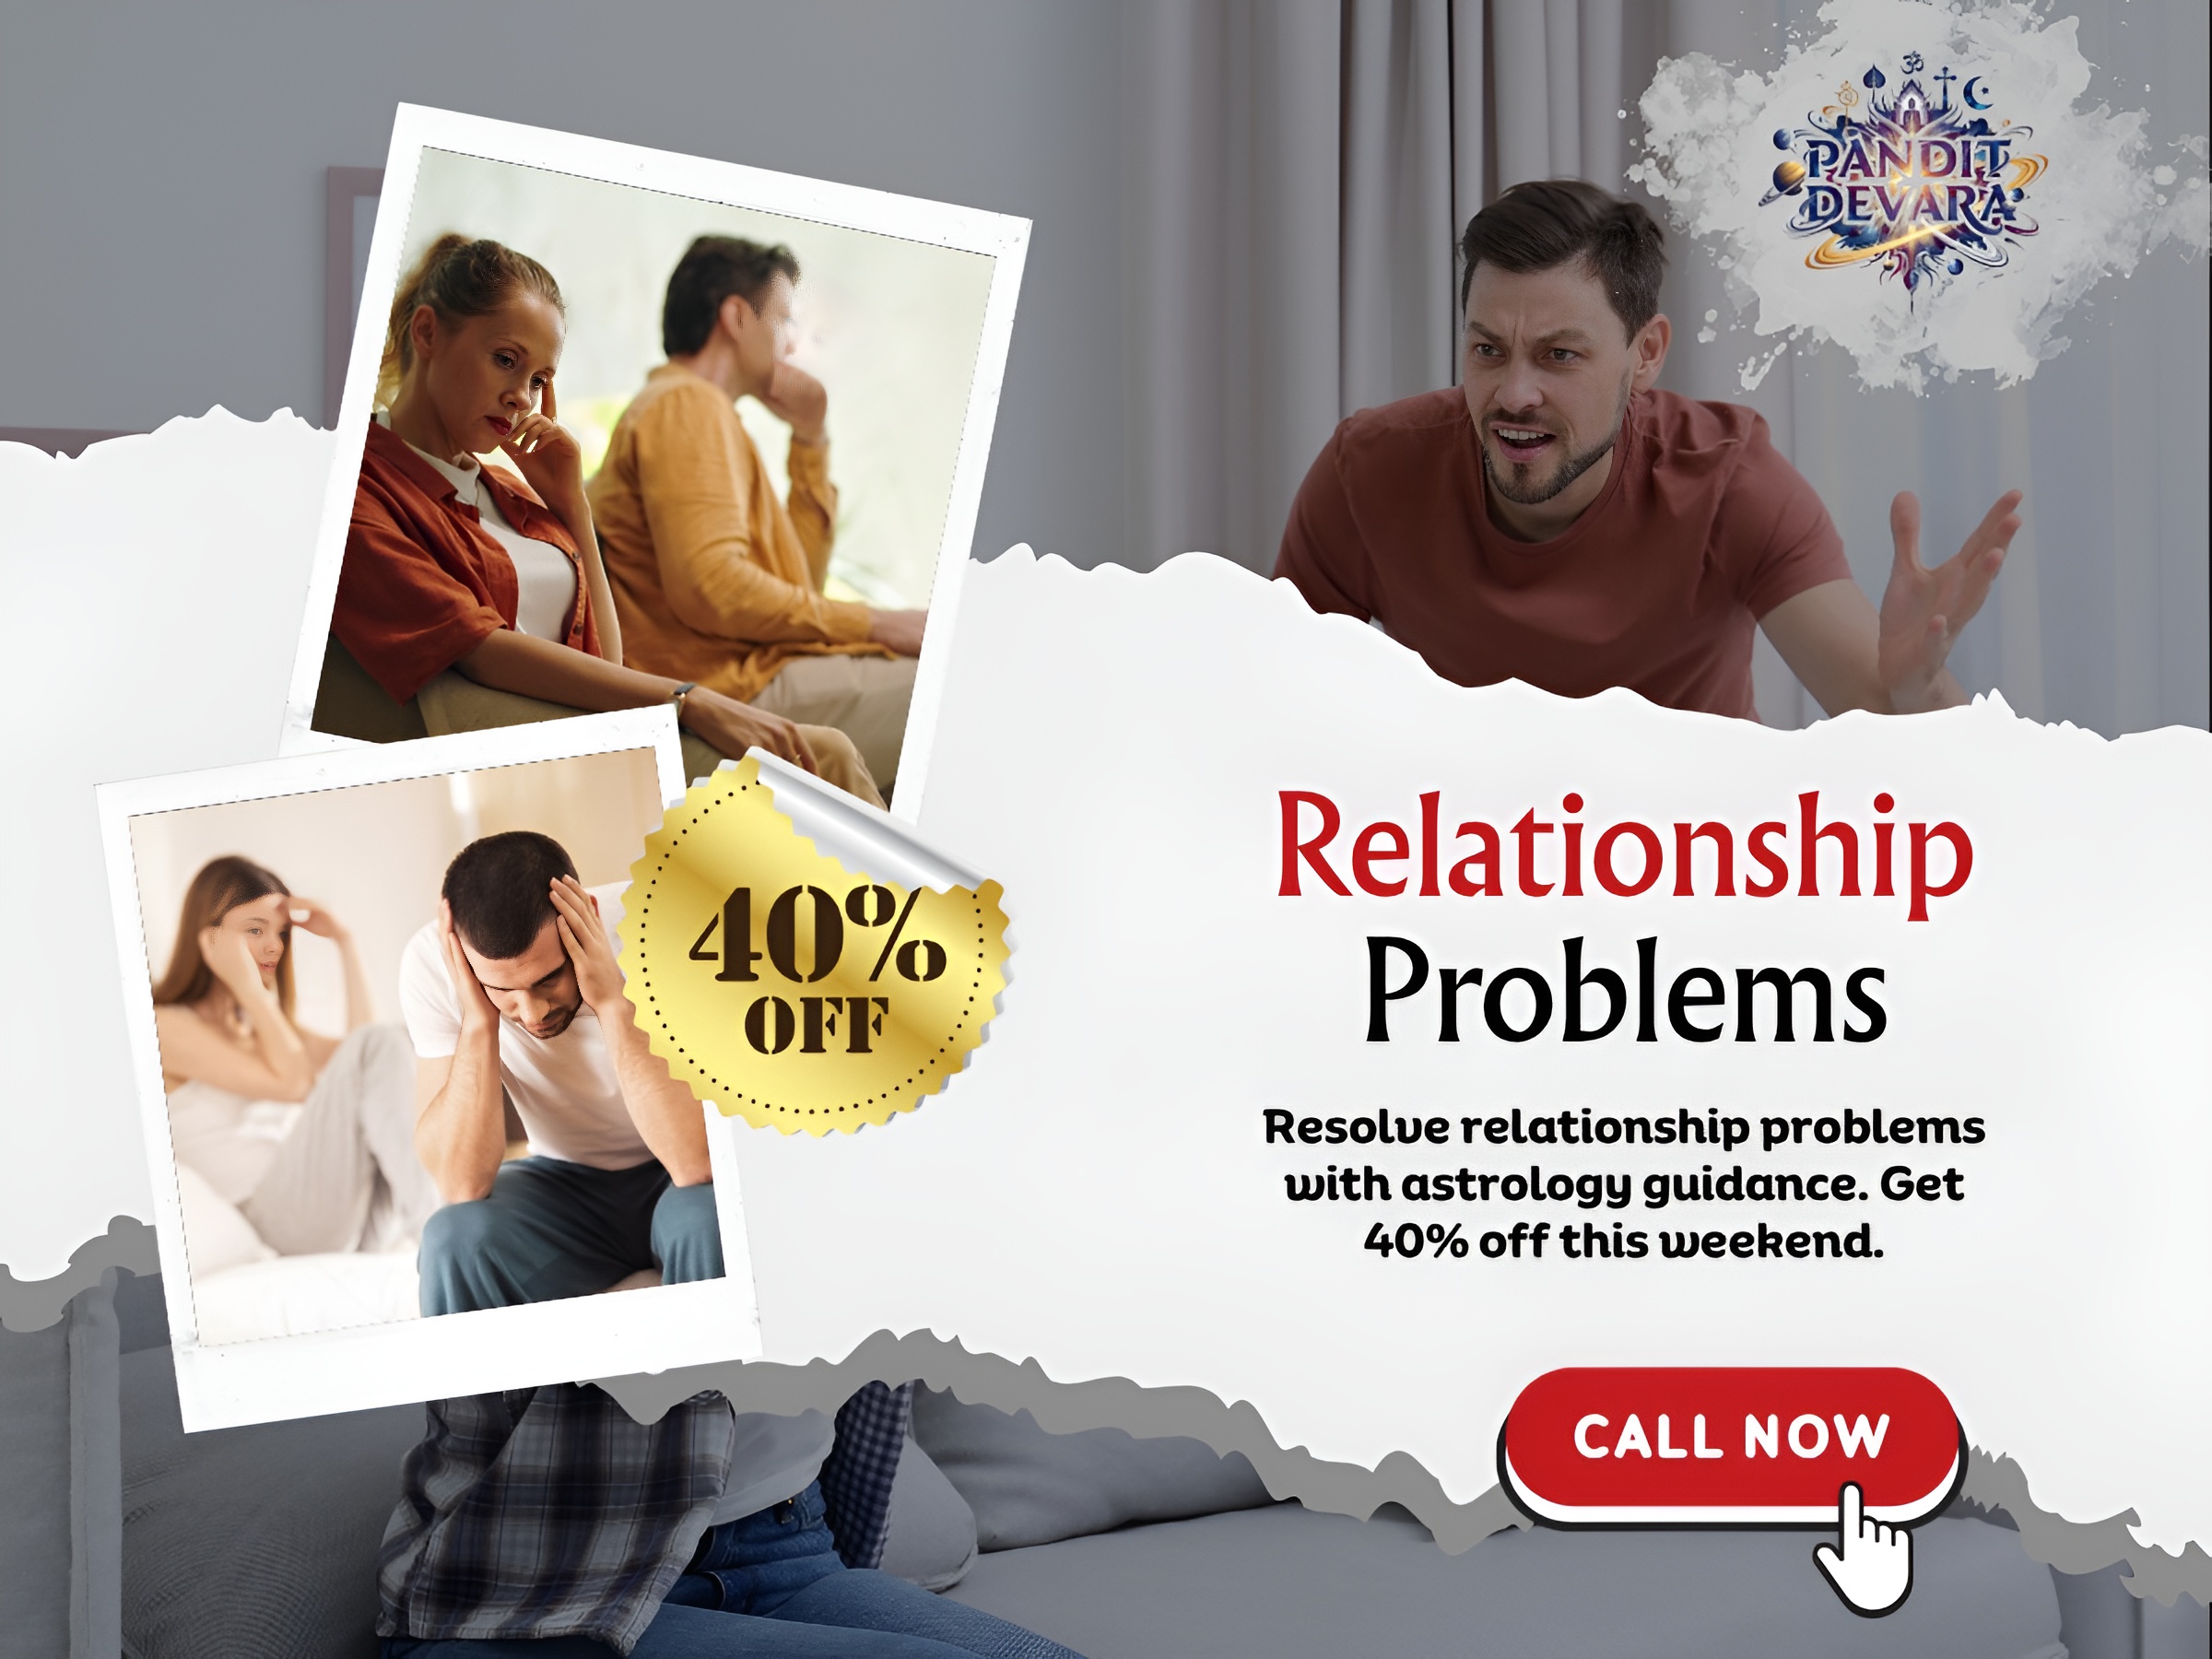 ॐ
PANDIT
DEVARA
40%
OFF
Relationship
Problems
Resolve relationship problems
with astrology guidance. Get
40% off this weekend.
CALL NOW